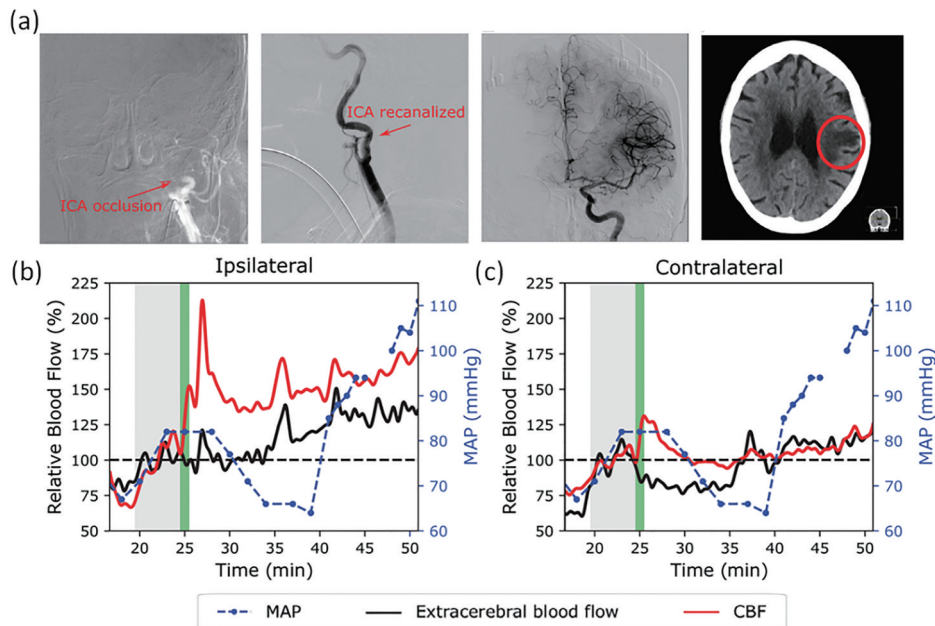 (a)
ICA occlusion
ICA recanalized
(b)
Ipsilateral
225
200
175
150
125
100
75
50
Relative Blood Flow (%)
110
100
90
80
70
60
MAP (mmHg)
20 25 30 35 40 45 50
Time (min)
(c)
Contralateral
225
200
175
150
125
100
75
50
Relative Blood Flow (%)
110
100
90
80
70
60
MAP (mmHg)
20 25 30 35 40 45 50
Time (min)
MAP Extracerebral blood flow CBF